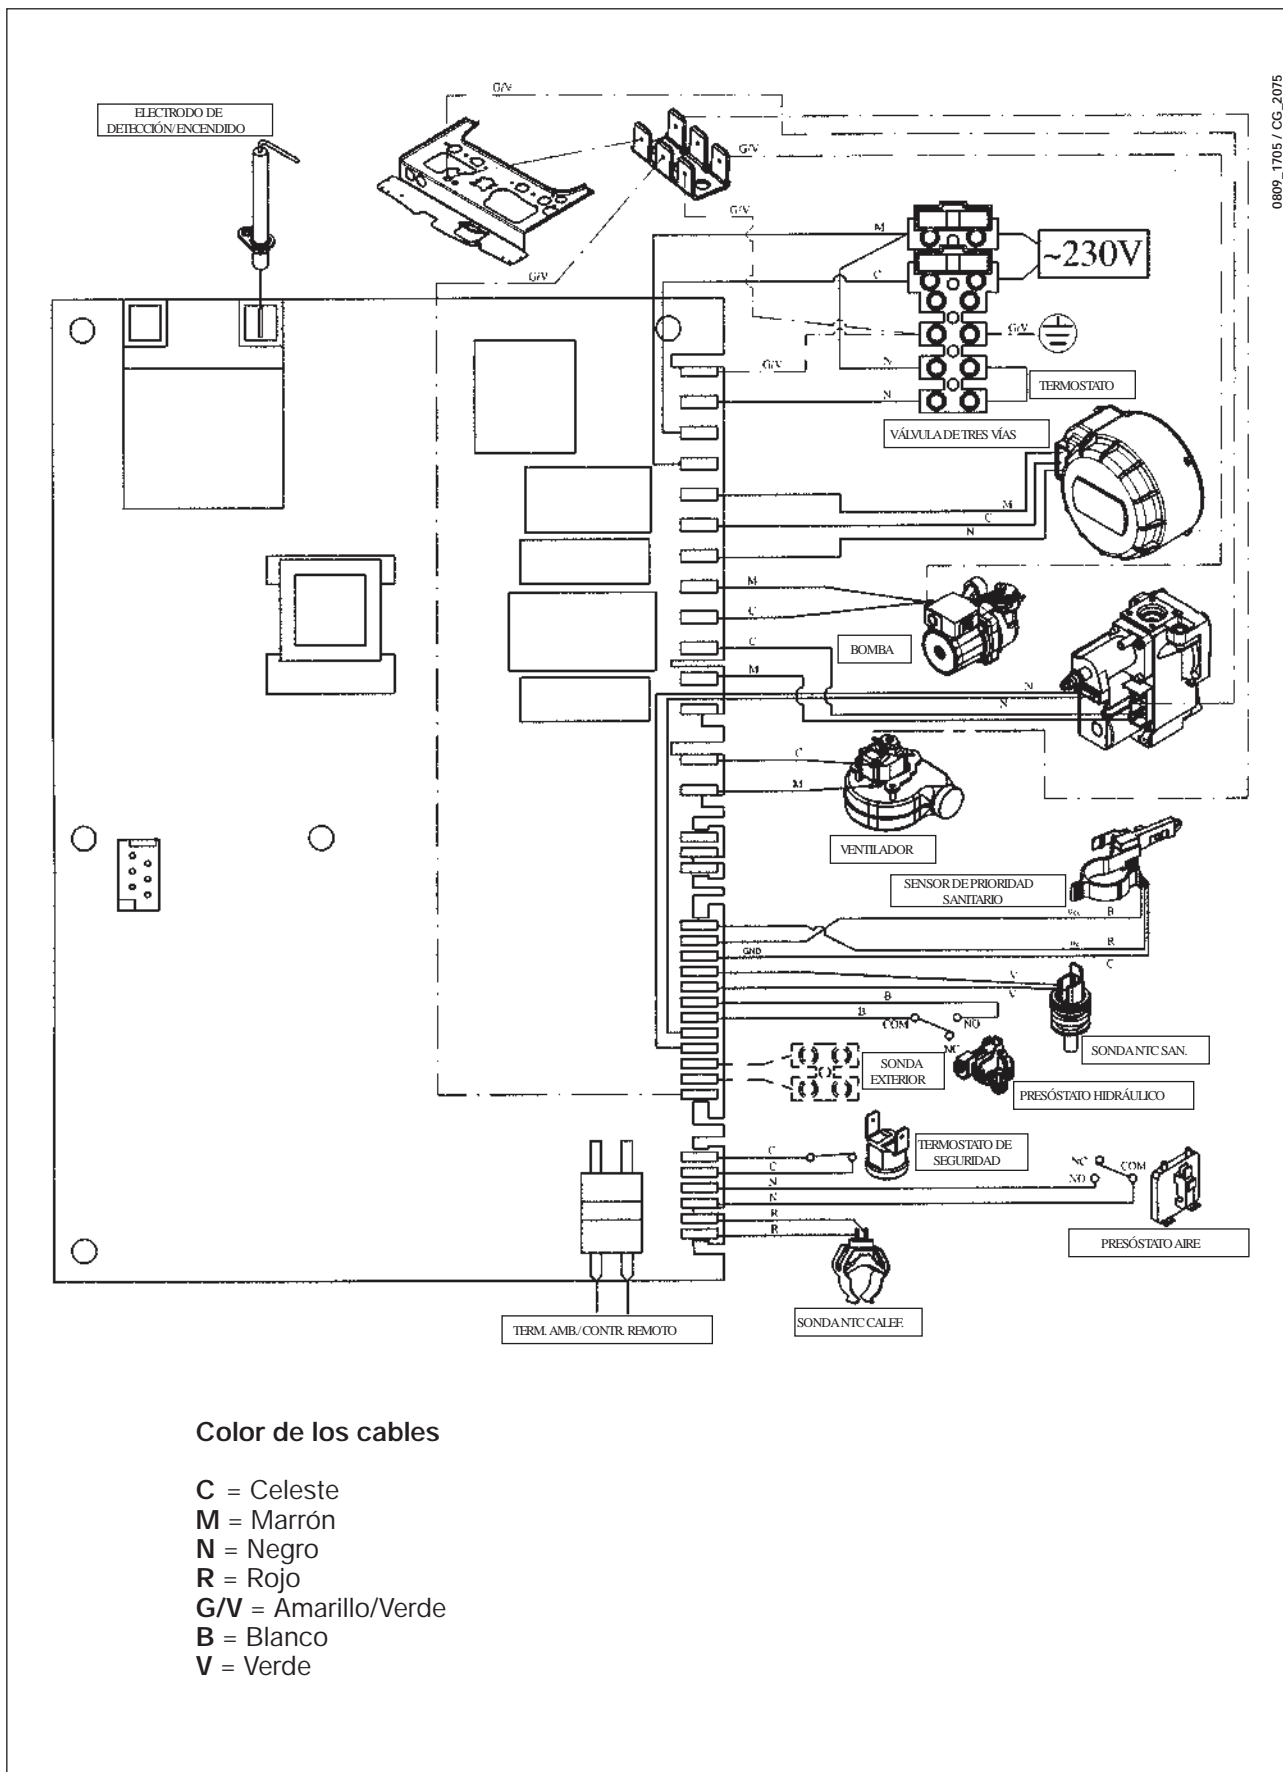 0809_1705 / CG_2075
G/V
ELECTRODO DE
DETECCIÓN/ENCENDIDO
G/V
G/V
M
~230V
G/V
C
G/V
G/V
N
TERMOSTATO
N
VÁLVULA DE TRES VÍAS
M
C
N
M
C
BOMBA
C
M
N
N
C
M
VENTILADOR
SENSOR DE PRIORIDAD
SANITARIO
B
R
GND
C
V
V
B
B
COM
NO
NC
SONDA NTC SAN.
SONDA
EXTERIOR
PRESÓSTATO HIDRÁULICO
TERMOSTATO DE
SEGURIDAD
C
C
NC
COM
NO
N
N
R
R
PRESÓSTATO AIRE
SONDA NTC CALEF.
TERM. AMB./CONTR. REMOTO
Color de los cables
C = Celeste
M = Marrón
N = Negro
R = Rojo
G/V = Amarillo/Verde
B = Blanco
V = Verde